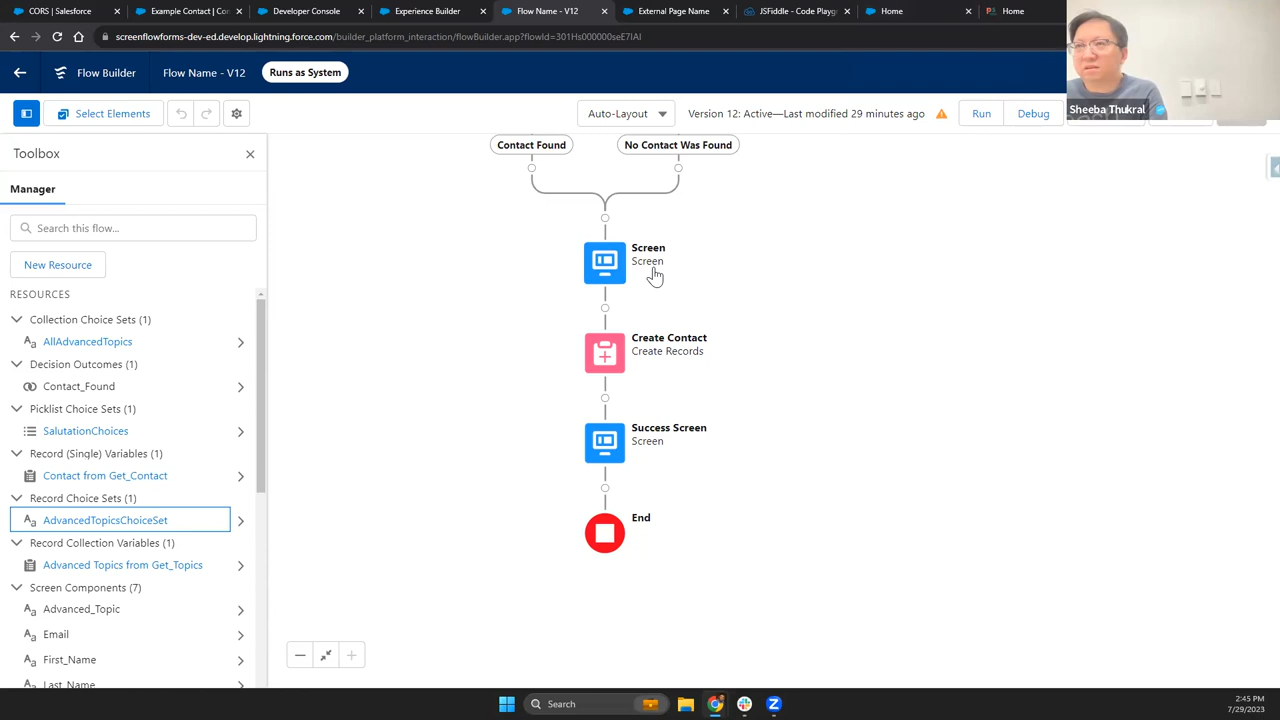 CORS | Salesforce
Example Contact | Co
Developer Console
Experience Builder
Flow Name - V12
External Page Name
JSFiddle - Code Playg
Home
Home
screenflowforms-dev-ed.develop.lightning.force.com/builder_platform_interaction/flowBuilder.app?flowId=301Hs000000seE7IAI
Flow Builder
Flow Name - V12
Runs as System
Sheeba Thukral
Select Elements
Auto-Layout
Version 12: Active—Last modified 29 minutes ago
Run
Debug
Toolbox
Manager
Search this flow...
New Resource
RESOURCES
Collection Choice Sets (1)
AllAdvancedTopics
Decision Outcomes (1)
Contact_Found
Picklist Choice Sets (1)
SalutationChoices
Record (Single) Variables (1)
Contact from Get_Contact
Record Choice Sets (1)
AdvancedTopicsChoiceSet
Record Collection Variables (1)
Advanced Topics from Get_Topics
Screen Components (7)
Advanced_Topic
Email
First_Name
Last_Name
Contact Found
No Contact Was Found
Screen
Screen
Create Contact
Create Records
Success Screen
Screen
End
Search
2:45 PM
7/29/2023